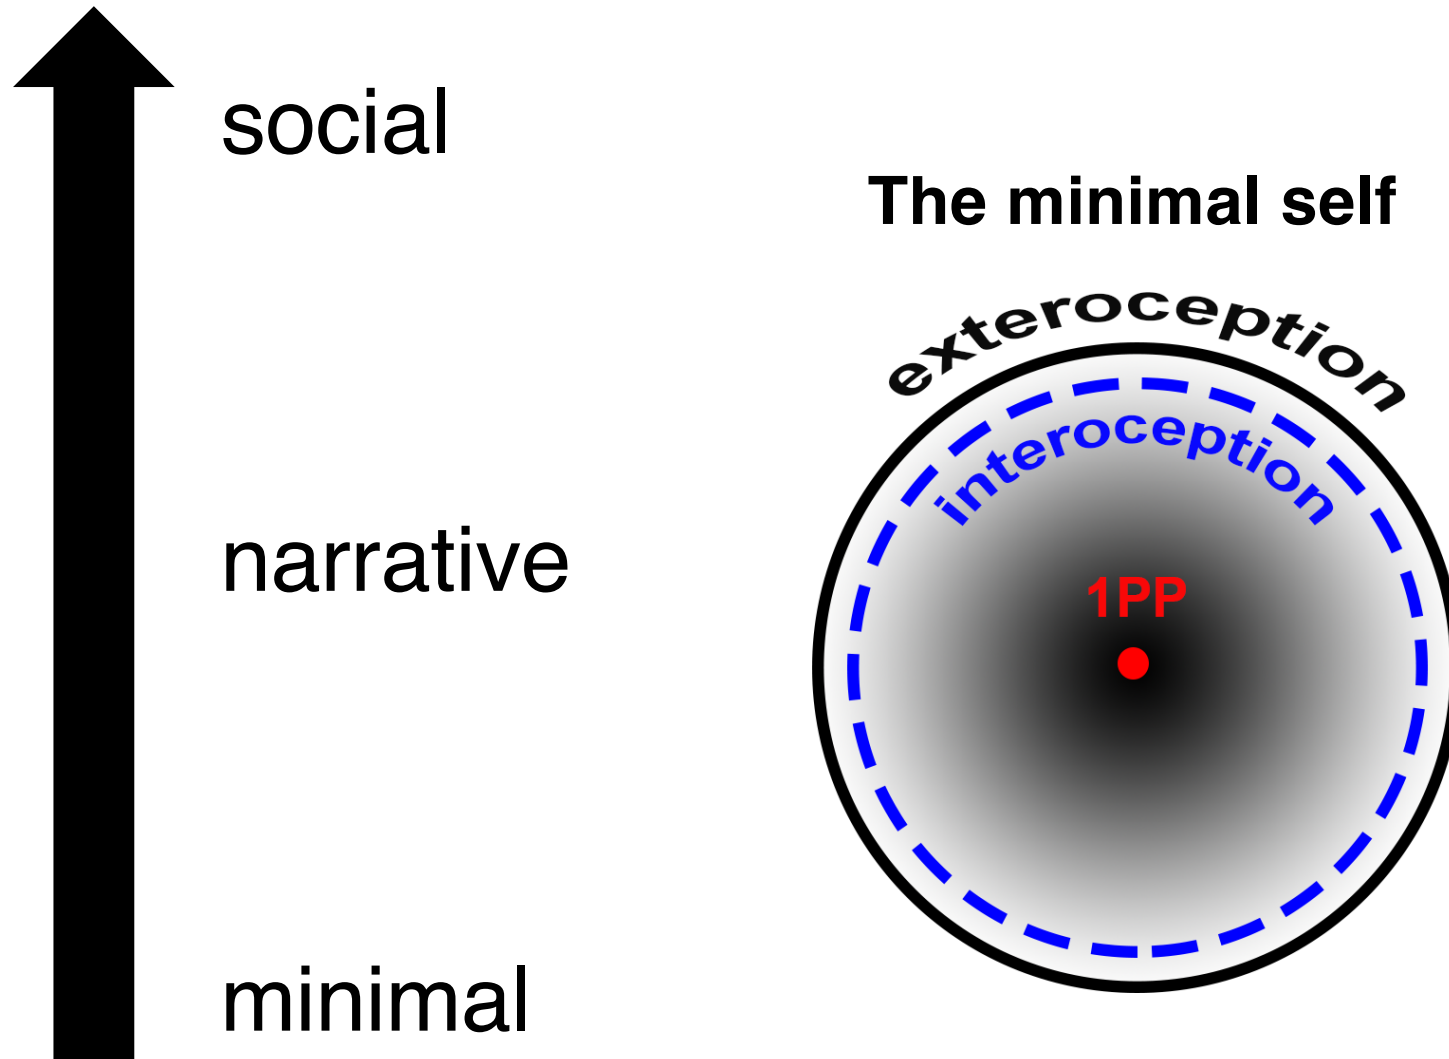 social
narrative
minimal
The minimal self
exteroception
interoception
1PP